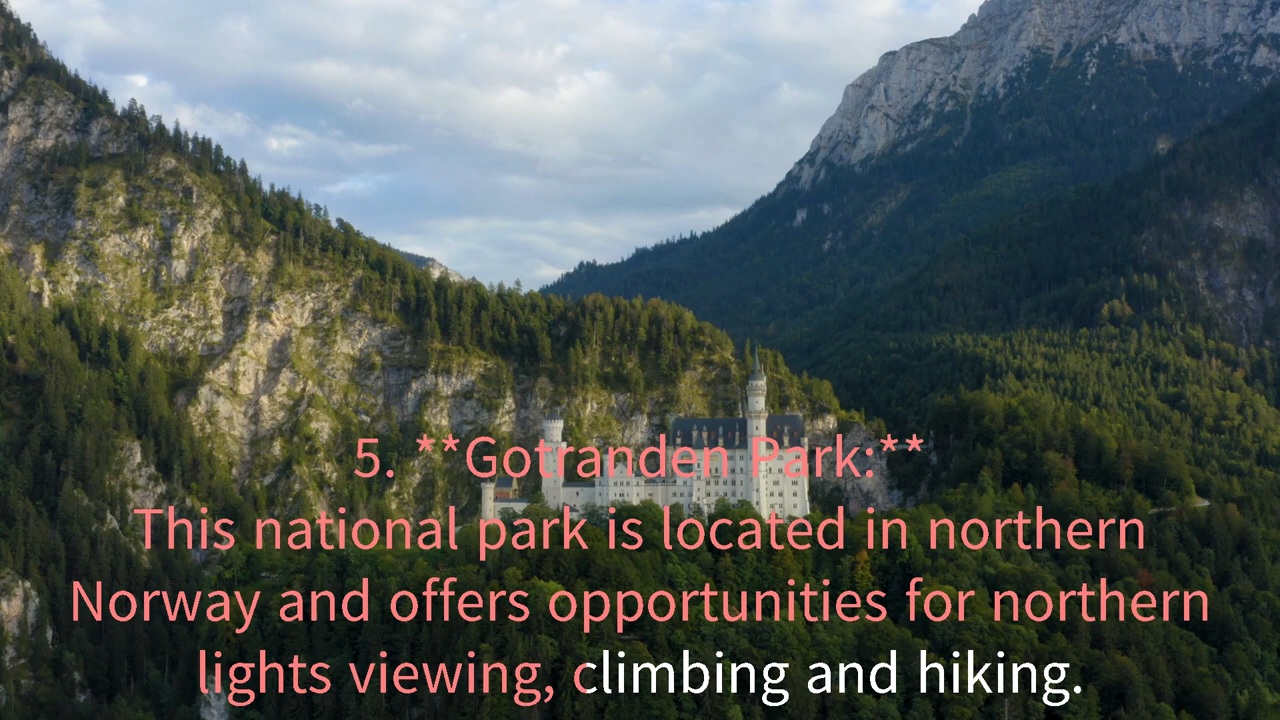 5. **Gotranden Park:**
This national park is located in northern
Norway and offers opportunities for northern
lights viewing, climbing and hiking.